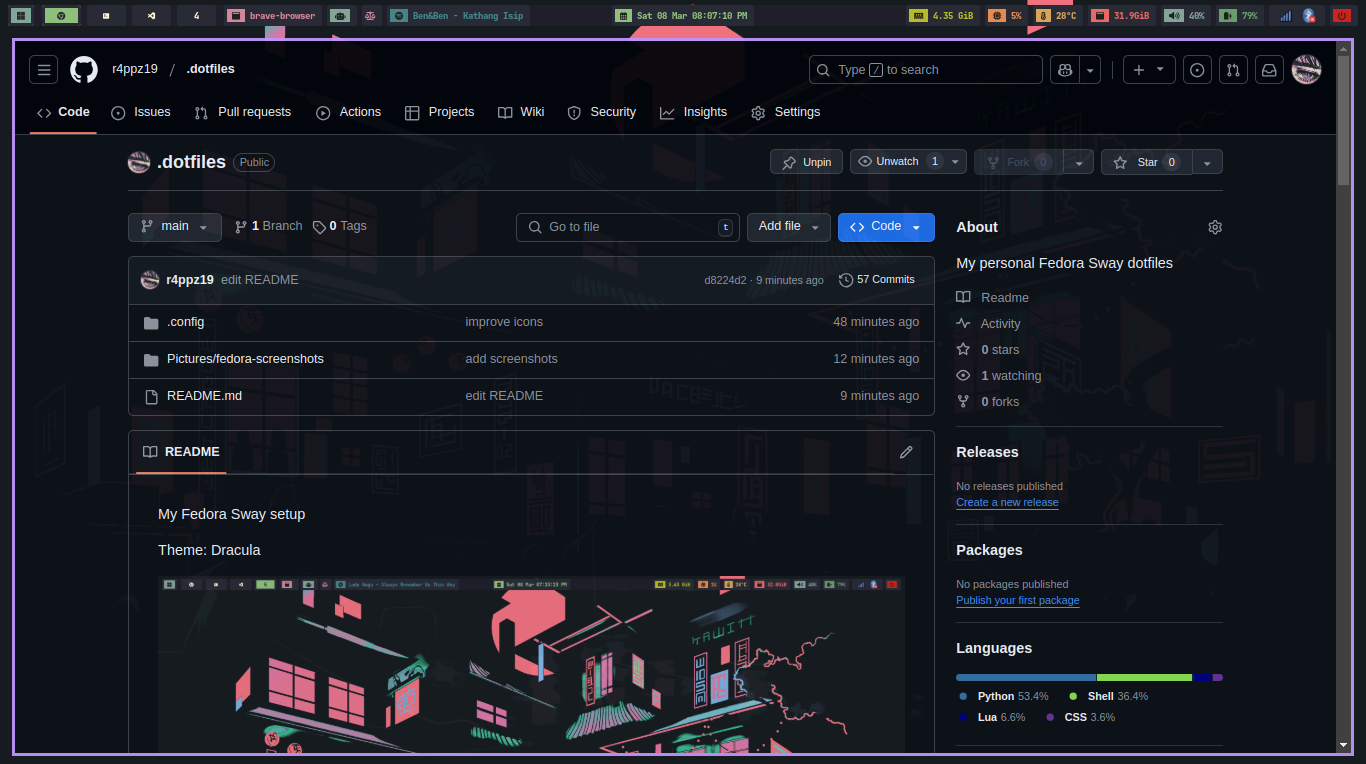 4 brave-browser Ben&Ben - Kathang Isip Sat 08 Mar 08:07:10 PM 4.35 GiB 5% 28°C 31.9GiB 40% 79%
r4ppz19 / .dotfiles Type / to search
Code Issues Pull requests Actions Projects Wiki Security Insights Settings
.dotfiles Public Unpin Unwatch 1 Fork 0 Star 0
main 1 Branch 0 Tags Go to file t Add file Code
r4ppz19 edit README d8224d2 · 9 minutes ago 57 Commits
.config improve icons 48 minutes ago
Pictures/fedora-screenshots add screenshots 12 minutes ago
README.md edit README 9 minutes ago
README
My Fedora Sway setup
Theme: Dracula
Lady Gaga - Always Remember Us This Way
About
My personal Fedora Sway dotfiles
Readme
Activity
0 stars
1 watching
0 forks
Releases
No releases published
Create a new release
Packages
No packages published
Publish your first package
Languages
Python 53.4% Shell 36.4%
Lua 6.6% CSS 3.6%